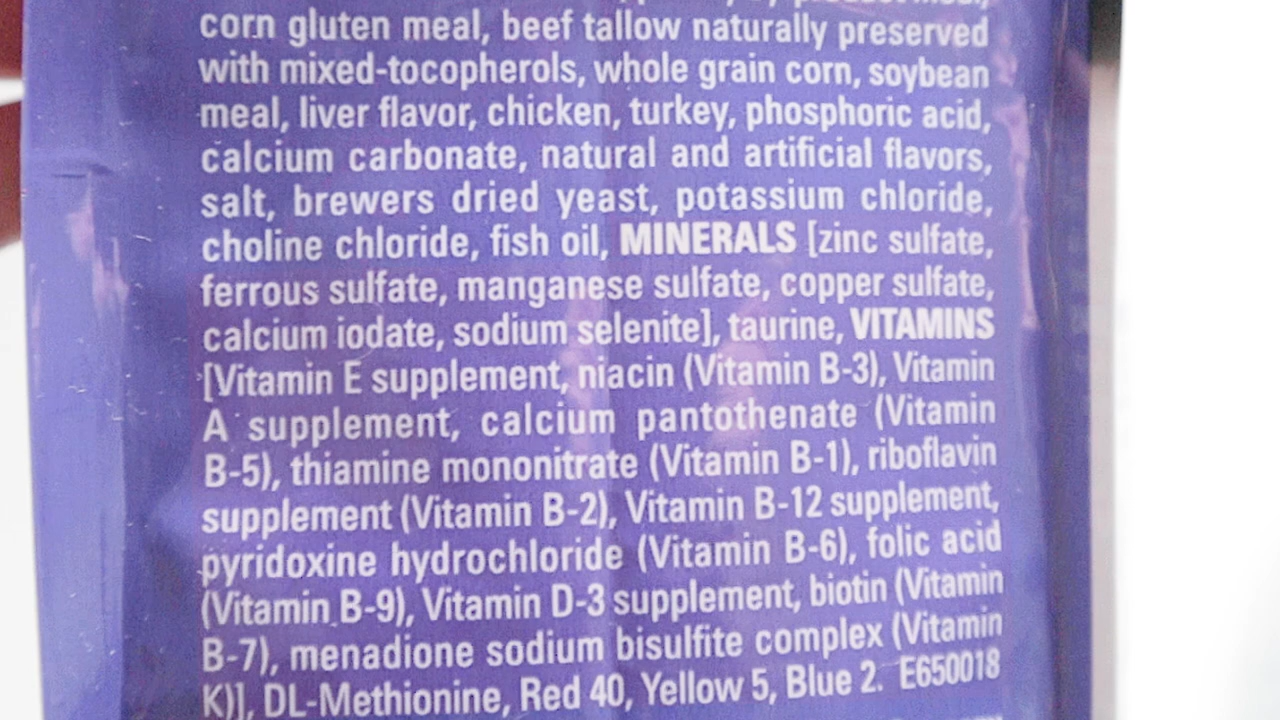 corn gluten meal, beef tallow naturally preserved
with mixed-tocopherols, whole grain corn, soybean
meal, liver flavor, chicken, turkey, phosphoric acid,
calcium carbonate, natural and artificial flavors,
salt, brewers dried yeast, potassium chloride,
choline chloride, fish oil, MINERALS [zinc sulfate,
ferrous sulfate, manganese sulfate, copper sulfate,
calcium iodate, sodium selenite], taurine, VITAMINS
[Vitamin E supplement, niacin (Vitamin B-3), Vitamin
A supplement, calcium pantothenate (Vitamin
B-5), thiamine mononitrate (Vitamin B-1), riboflavin
supplement (Vitamin B-2), Vitamin B-12 supplement,
pyridoxine hydrochloride (Vitamin B-6), folic acid
(Vitamin B-9), Vitamin D-3 supplement, biotin (Vitamin
B-7), menadione sodium bisulfite complex (Vitamin
K)], DL-Methionine, Red 40, Yellow 5, Blue 2. E650018